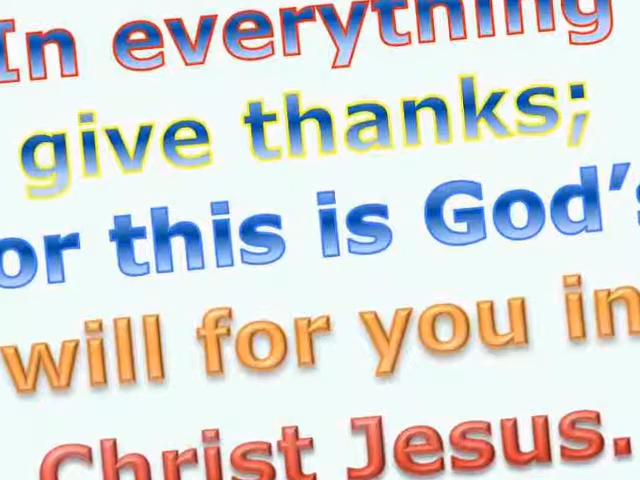 In everything
give thanks;
or this is God's
will for you in
Christ Jesus.